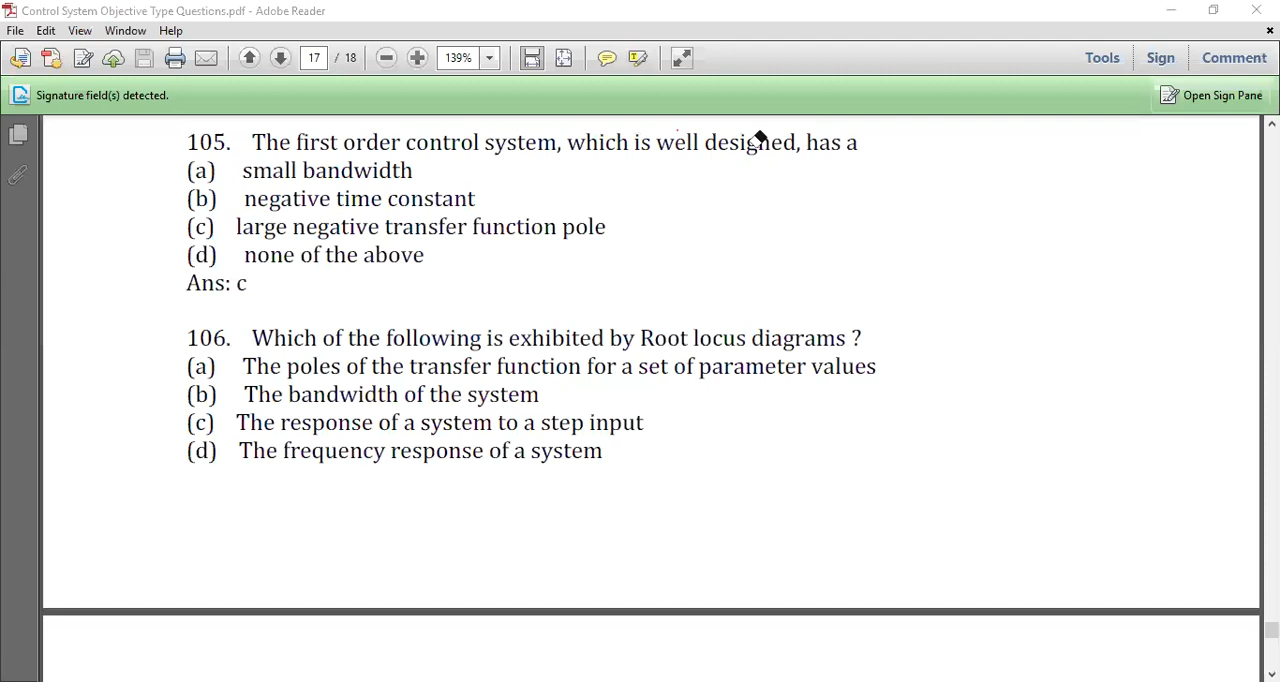 Control System Objective Type Questions.pdf - Adobe Reader
File Edit View Window Help
17 / 18 139% Tools Sign Comment
Signature field(s) detected. Open Sign Pane
105. The first order control system, which is well designed, has a
(a) small bandwidth
(b) negative time constant
(c) large negative transfer function pole
(d) none of the above
Ans: c
106. Which of the following is exhibited by Root locus diagrams ?
(a) The poles of the transfer function for a set of parameter values
(b) The bandwidth of the system
(c) The response of a system to a step input
(d) The frequency response of a system